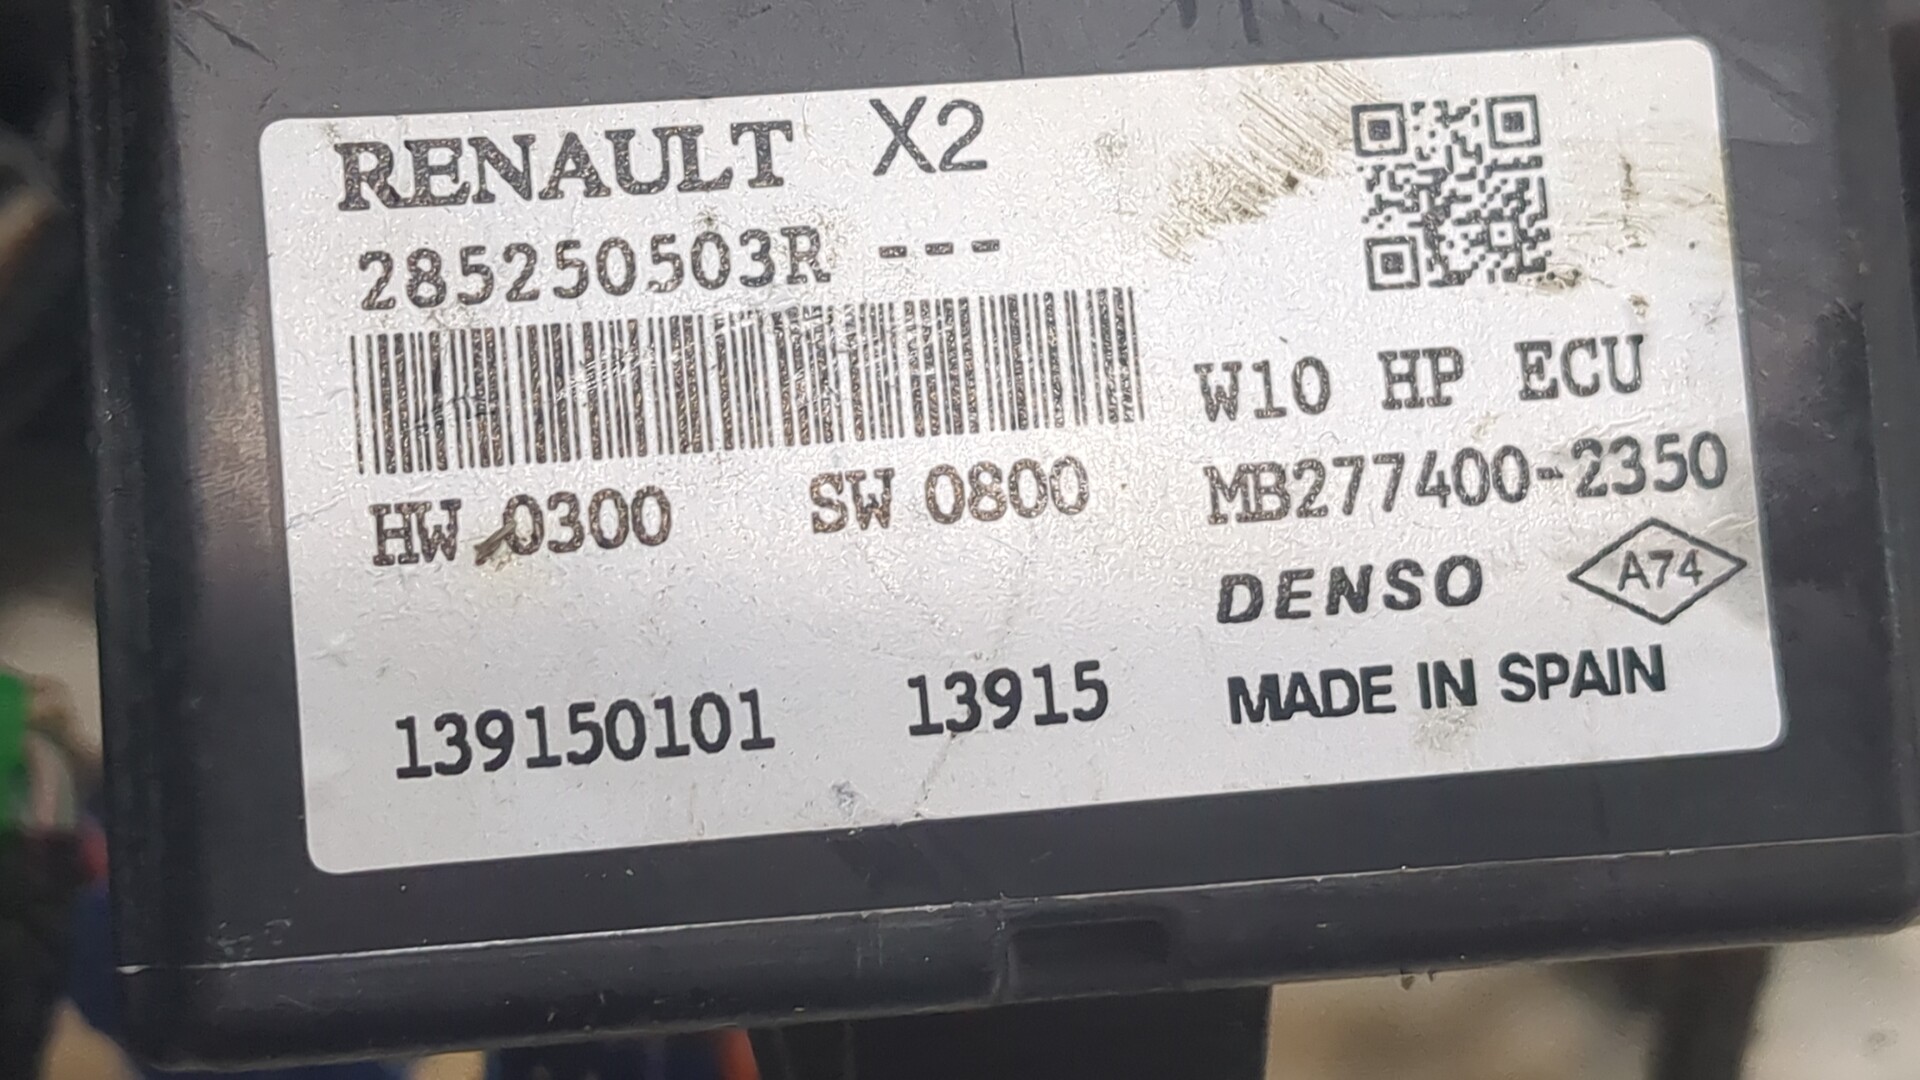 RENAULT X2
285250503R ---
HW 0300 SW 0800
139150101 13915
W10 HP ECU
MB277400-2350
DENSO
A74
MADE IN SPAIN